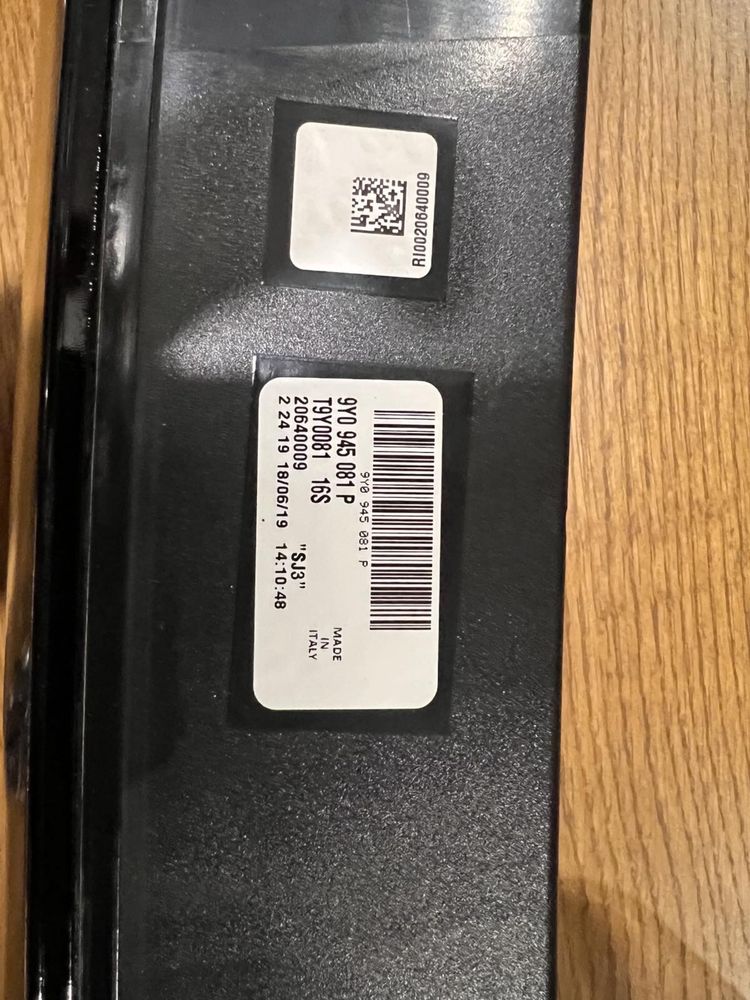 RI0020640009
9Y0 945 081 P
9Y0 945 081 P
T9Y0081 16S
20640009 "SJ3"
2 24 19 18/06/19 14:10:48
MADE
IN
ITALY